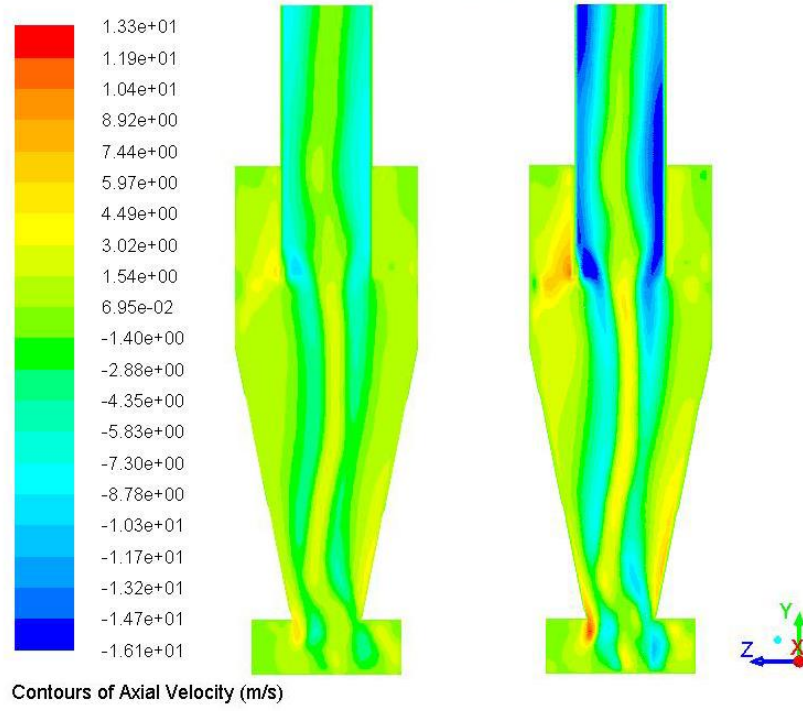 1.33e+01
1.19e+01
1.04e+01
8.92e+00
7.44e+00
5.97e+00
4.49e+00
3.02e+00
1.54e+00
6.95e-02
-1.40e+00
-2.88e+00
-4.35e+00
-5.83e+00
-7.30e+00
-8.78e+00
-1.03e+01
-1.17e+01
-1.32e+01
-1.47e+01
-1.61e+01
Y
Z X
Contours of Axial Velocity (m/s)